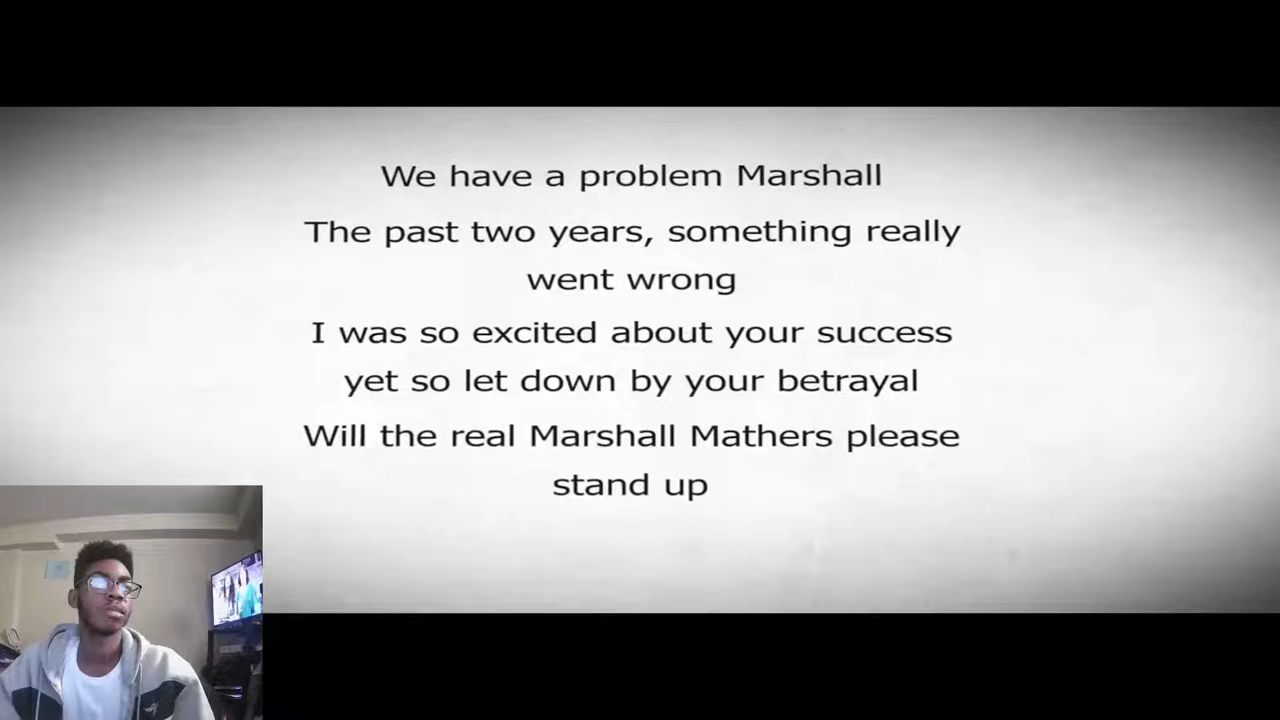 We have a problem Marshall
The past two years, something really
went wrong
I was so excited about your success
yet so let down by your betrayal
Will the real Marshall Mathers please
stand up